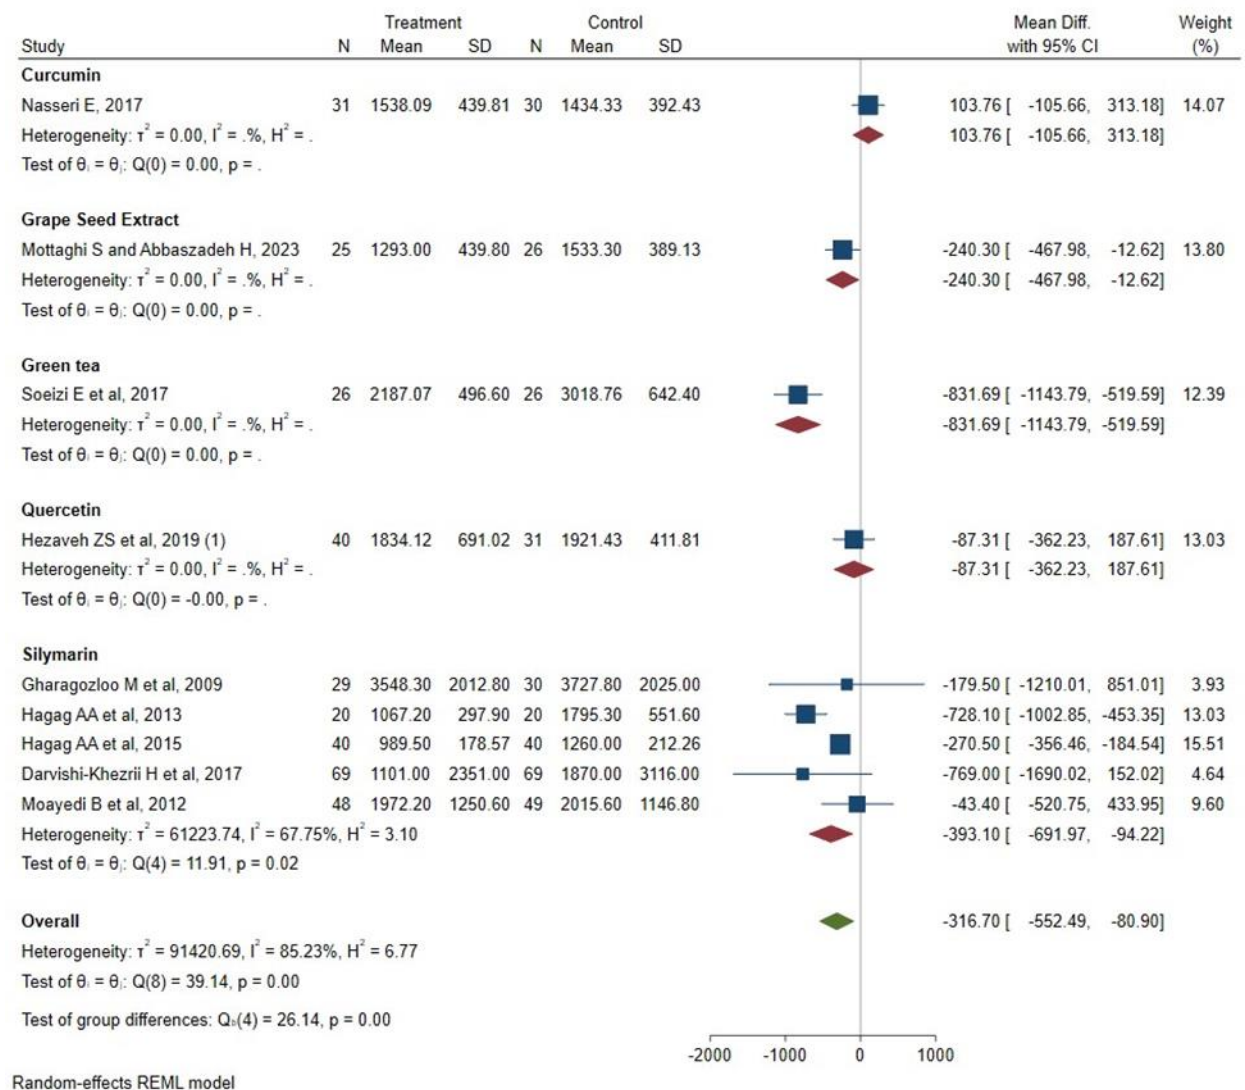 Treatment Control Mean Diff. Weight
Study N Mean SD N Mean SD with 95% CI (%)
Curcumin
Nasseri E, 2017 31 1538.09 439.81 30 1434.33 392.43 103.76 [ -105.66, 313.18] 14.07
Heterogeneity: τ² = 0.00, I² = .%, H² = . 103.76 [ -105.66, 313.18]
Test of θᵢ = θⱼ: Q(0) = 0.00, p = .
Grape Seed Extract
Mottaghi S and Abbaszadeh H, 2023 25 1293.00 439.80 26 1533.30 389.13 -240.30 [ -467.98, -12.62] 13.80
Heterogeneity: τ² = 0.00, I² = .%, H² = . -240.30 [ -467.98, -12.62]
Test of θᵢ = θⱼ: Q(0) = 0.00, p = .
Green tea
Soeizi E et al, 2017 26 2187.07 496.60 26 3018.76 642.40 -831.69 [ -1143.79, -519.59] 12.39
Heterogeneity: τ² = 0.00, I² = .%, H² = . -831.69 [ -1143.79, -519.59]
Test of θᵢ = θⱼ: Q(0) = 0.00, p = .
Quercetin
Hezaveh ZS et al, 2019 (1) 40 1834.12 691.02 31 1921.43 411.81 -87.31 [ -362.23, 187.61] 13.03
Heterogeneity: τ² = 0.00, I² = .%, H² = . -87.31 [ -362.23, 187.61]
Test of θᵢ = θⱼ: Q(0) = -0.00, p = .
Silymarin
Gharagozloo M et al, 2009 29 3548.30 2012.80 30 3727.80 2025.00 -179.50 [ -1210.01, 851.01] 3.93
Hagag AA et al, 2013 20 1067.20 297.90 20 1795.30 551.60 -728.10 [ -1002.85, -453.35] 13.03
Hagag AA et al, 2015 40 989.50 178.57 40 1260.00 212.26 -270.50 [ -356.46, -184.54] 15.51
Darvishi-Khezrii H et al, 2017 69 1101.00 2351.00 69 1870.00 3116.00 -769.00 [ -1690.02, 152.02] 4.64
Moayedi B et al, 2012 48 1972.20 1250.60 49 2015.60 1146.80 -43.40 [ -520.75, 433.95] 9.60
Heterogeneity: τ² = 61223.74, I² = 67.75%, H² = 3.10 -393.10 [ -691.97, -94.22]
Test of θᵢ = θⱼ: Q(4) = 11.91, p = 0.02
Overall -316.70 [ -552.49, -80.90]
Heterogeneity: τ² = 91420.69, I² = 85.23%, H² = 6.77
Test of θᵢ = θⱼ: Q(8) = 39.14, p = 0.00
Test of group differences: Q_b(4) = 26.14, p = 0.00
-2000 -1000 0 1000
Random-effects REML model